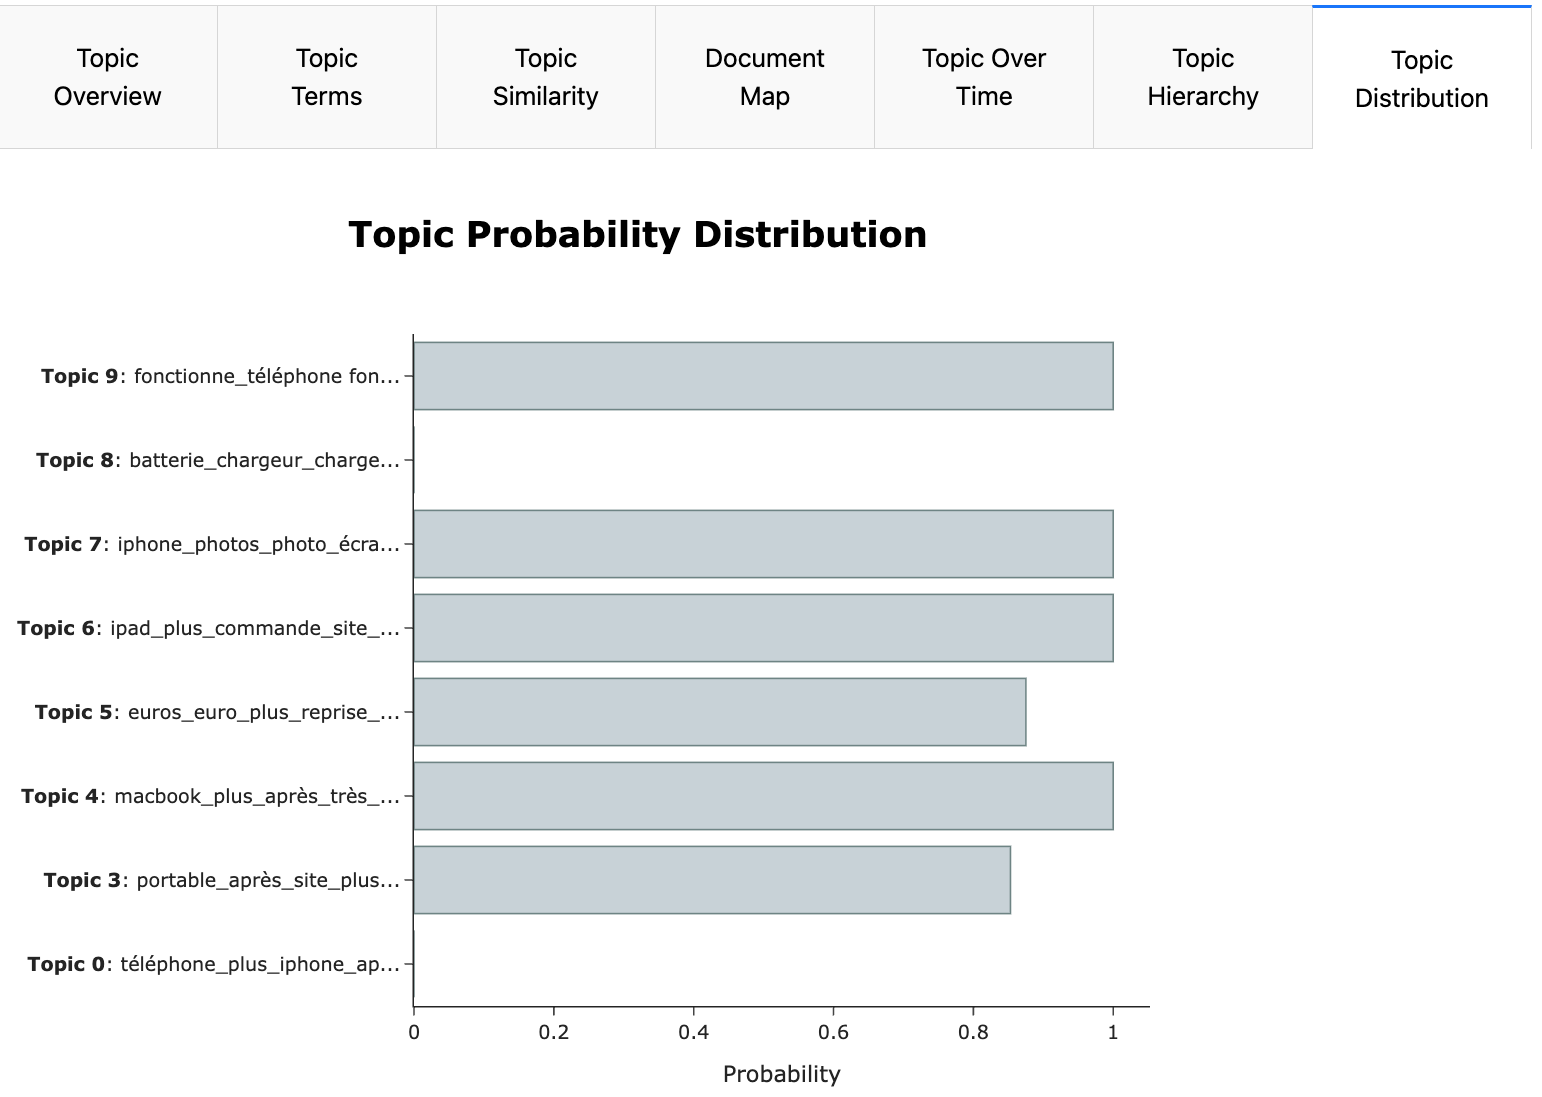 Topic
Overview
Topic
Terms
Topic
Similarity
Document
Map
Topic Over
Time
Topic
Hierarchy
Topic
Distribution
Topic Probability Distribution
Topic 9: fonctionne_téléphone fon...
Topic 8: batterie_chargeur_charge...
Topic 7: iphone_photos_photo_écra...
Topic 6: ipad_plus_commande_site_...
Topic 5: euros_euro_plus_reprise_...
Topic 4: macbook_plus_après_très_...
Topic 3: portable_après_site_plus...
Topic 0: téléphone_plus_iphone_ap...
0 0.2 0.4 0.6 0.8 1
Probability